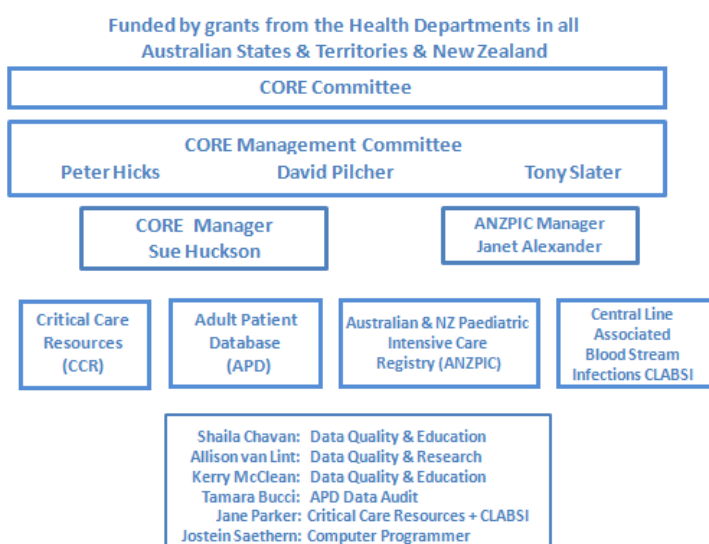 Funded by grants from the Health Departments in all
Australian States & Territories & New Zealand
CORE Committee
CORE Management Committee
Peter Hicks David Pilcher Tony Slater
CORE Manager
Sue Huckson
ANZPIC Manager
Janet Alexander
Critical Care
Resources
(CCR)
Adult Patient
Database
(APD)
Australian & NZ Paediatric
Intensive Care
Registry (ANZPIC)
Central Line
Associated
Blood Stream
Infections CLABSI
Shaila Chavan: Data Quality & Education
Allison van Lint: Data Quality & Research
Kerry McClean: Data Quality & Education
Tamara Bucci: APD Data Audit
Jane Parker: Critical Care Resources + CLABSI
Jostein Saethern: Computer Programmer